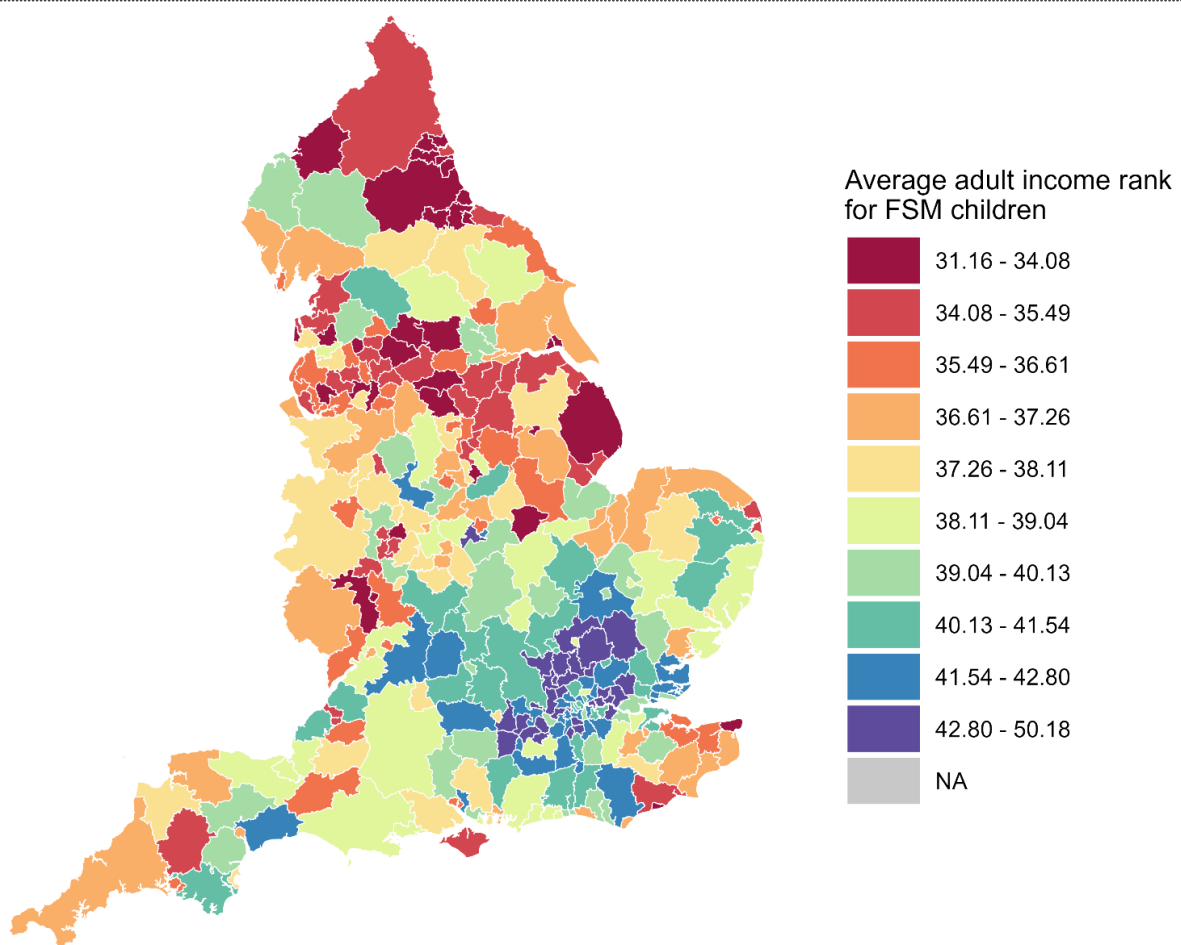 Average adult income rank
for FSM children
31.16 - 34.08
34.08 - 35.49
35.49 - 36.61
36.61 - 37.26
37.26 - 38.11
38.11 - 39.04
39.04 - 40.13
40.13 - 41.54
41.54 - 42.80
42.80 - 50.18
NA